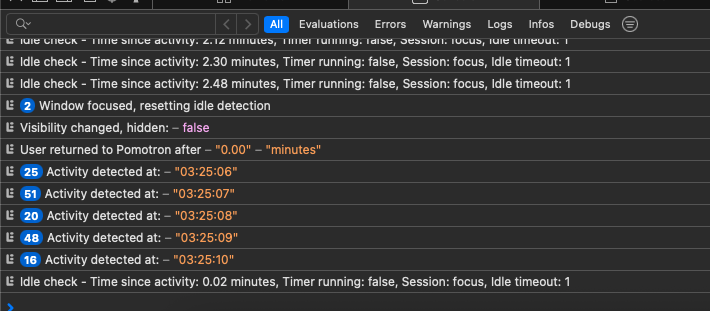 All Evaluations Errors Warnings Logs Infos Debugs
Idle check - Time since activity: 2.12 minutes, Timer running: false, Session: focus, Idle timeout: 1
Idle check - Time since activity: 2.30 minutes, Timer running: false, Session: focus, Idle timeout: 1
Idle check - Time since activity: 2.48 minutes, Timer running: false, Session: focus, Idle timeout: 1
2 Window focused, resetting idle detection
Visibility changed, hidden: – false
User returned to Pomotron after – "0.00" – "minutes"
25 Activity detected at: – "03:25:06"
51 Activity detected at: – "03:25:07"
20 Activity detected at: – "03:25:08"
48 Activity detected at: – "03:25:09"
16 Activity detected at: – "03:25:10"
Idle check - Time since activity: 0.02 minutes, Timer running: false, Session: focus, Idle timeout: 1